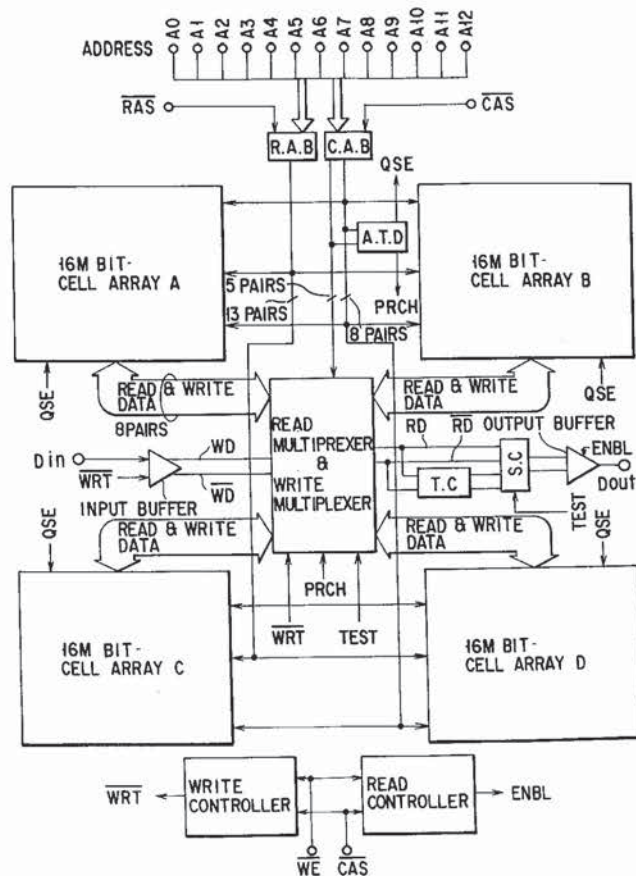 A0 A1 A2 A3 A4 A5 A6 A7 A8 A9 A10 A11 A12
ADDRESS
RAS CAS
R.A.B C.A.B
QSE
16M BIT-
CELL ARRAY A
A.T.D
16M BIT-
CELL ARRAY B
5 PAIRS
13 PAIRS
PRCH
8 PAIRS
QSE
READ & WRITE
DATA
8PAIRS
READ & WRITE
DATA
QSE
READ
MULTIPREXER
&
WRITE
MULTIPLEXER
RD RD OUTPUT BUFFER
Din
WRT
WD
WD
INPUT BUFFER
T.C
S.C
ENBL
Dout
TEST
QSE
READ & WRITE
DATA
READ & WRITE
DATA
QSE
16M BIT-
CELL ARRAY C
WRT
PRCH
TEST
16M BIT-
CELL ARRAY D
WRT
WRITE
CONTROLLER
READ
CONTROLLER
ENBL
WE CAS